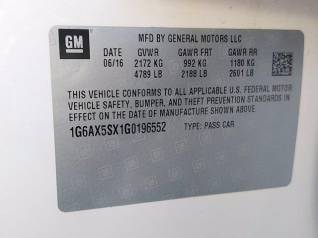 GM
MFD BY GENERAL MOTORS LLC
DATE GVWR GAWR FRT GAWR RR
06/16 2172 KG 992 KG 1180 KG
4789 LB 2188 LB 2601 LB
THIS VEHICLE CONFORMS TO ALL APPLICABLE U.S. FEDERAL MOTOR
VEHICLE SAFETY, BUMPER, AND THEFT PREVENTION STANDARDS IN
EFFECT ON THE DATE OF MANUFACTURE SHOWN ABOVE.
1G6AX5SX1G0196552 TYPE: PASS CAR